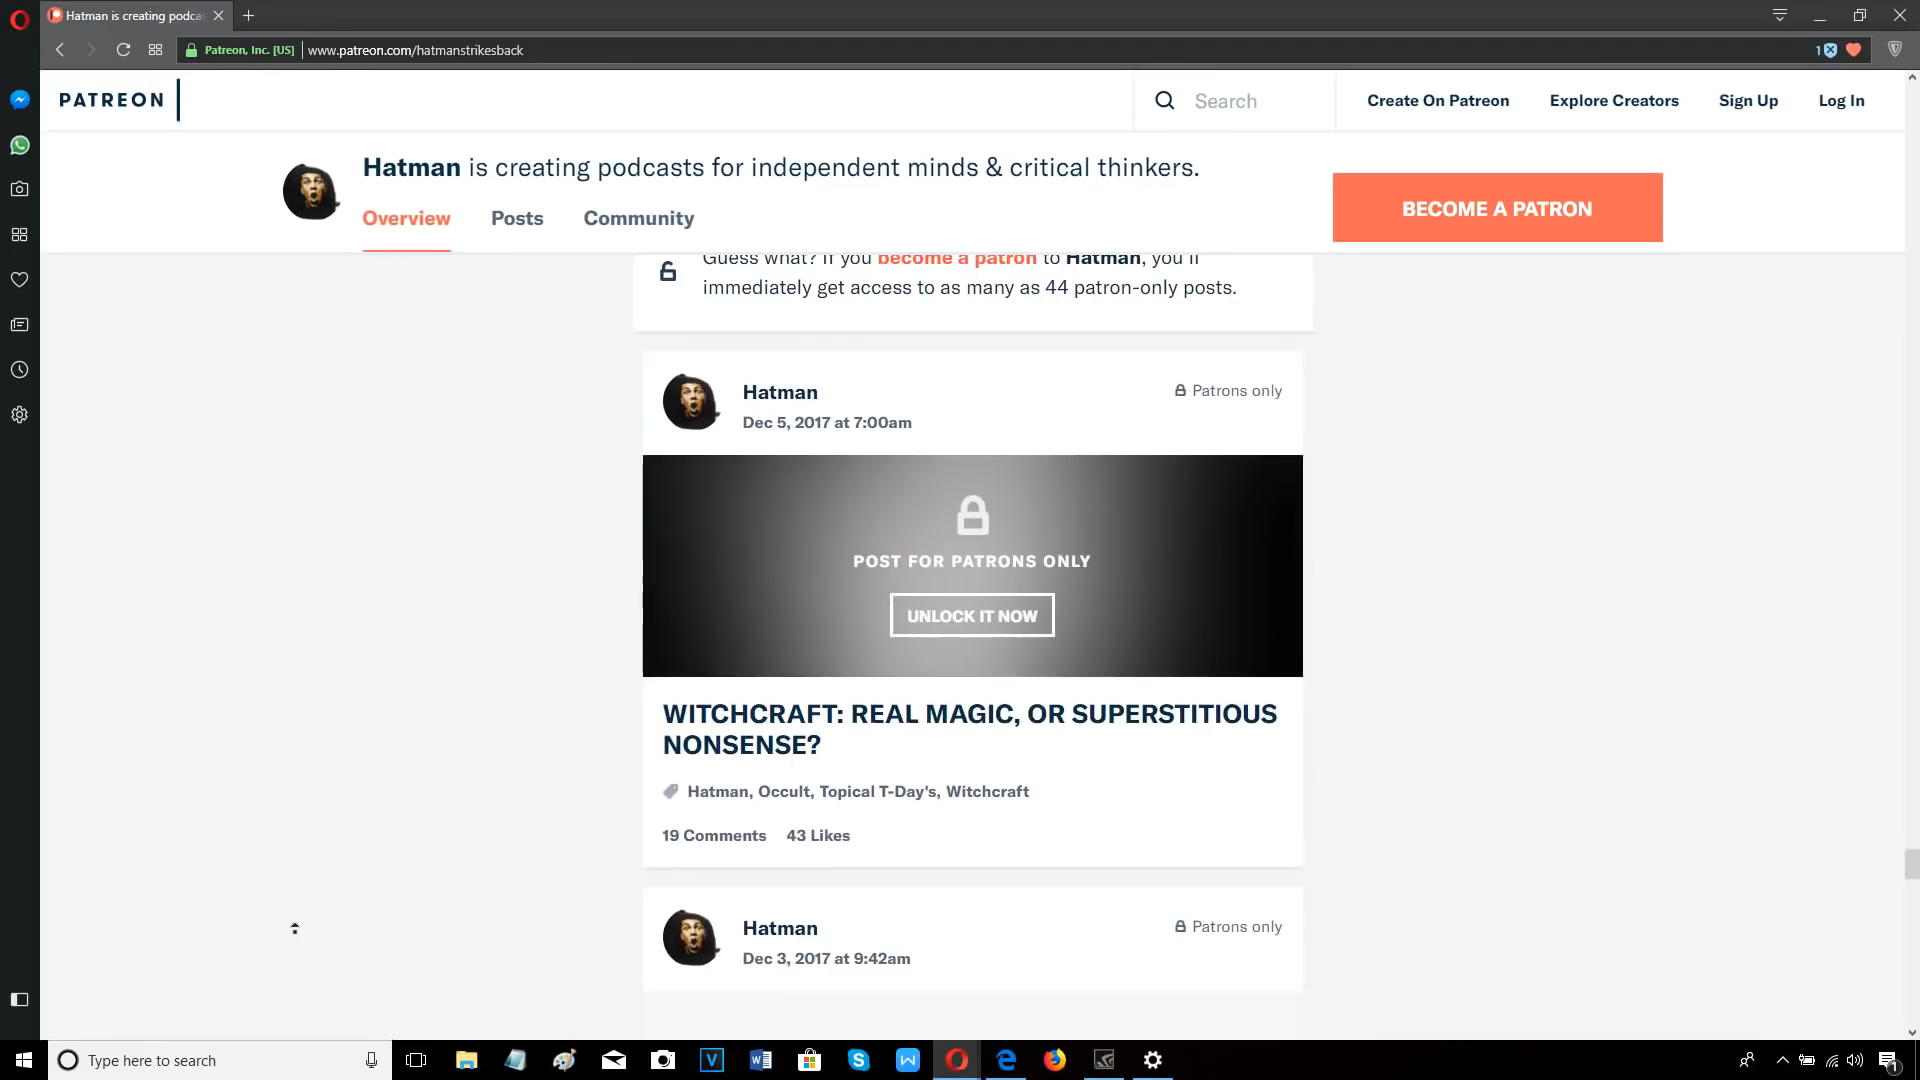 Hatman is creating podca
Patreon, Inc. [US]
www.patreon.com/hatmanstrikesback
1
PATREON
Search
Create On Patreon
Explore Creators
Sign Up
Log In
Hatman is creating podcasts for independent minds & critical thinkers.
Overview
Posts
Community
BECOME A PATRON
Guess what? If you become a patron to Hatman, you'll
immediately get access to as many as 44 patron-only posts.
Hatman
Patrons only
Dec 5, 2017 at 7:00am
POST FOR PATRONS ONLY
UNLOCK IT NOW
WITCHCRAFT: REAL MAGIC, OR SUPERSTITIOUS
NONSENSE?
Hatman, Occult, Topical T-Day's, Witchcraft
19 Comments 43 Likes
Hatman
Patrons only
Dec 3, 2017 at 9:42am
Type here to search
1